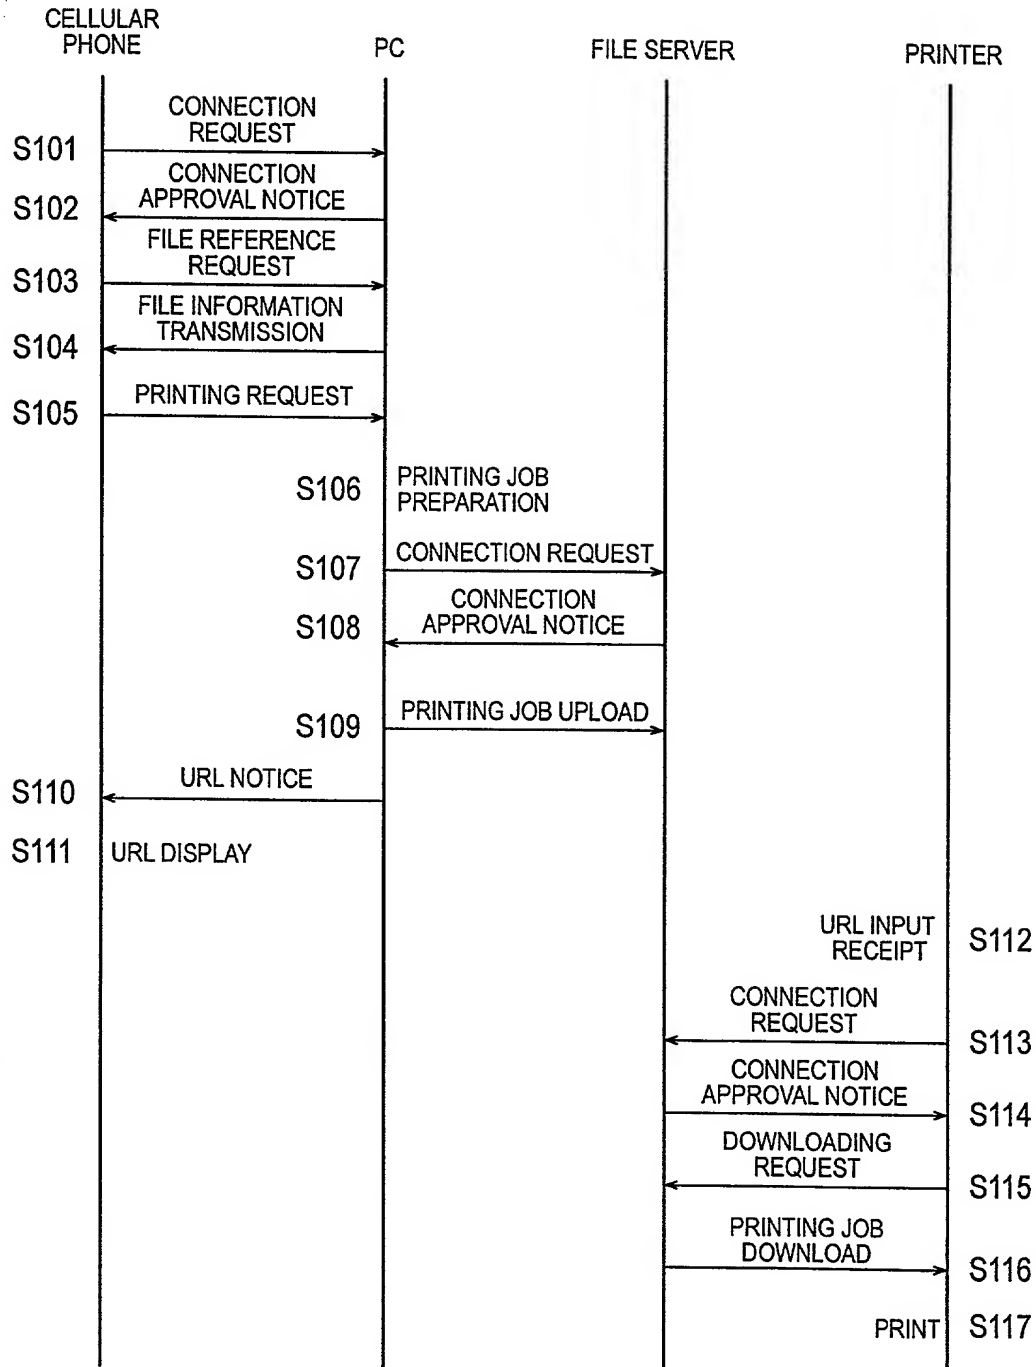 CELLULAR
PHONE
PC
FILE SERVER
PRINTER
CONNECTION
REQUEST
S101
CONNECTION
APPROVAL NOTICE
S102
FILE REFERENCE
REQUEST
S103
FILE INFORMATION
TRANSMISSION
S104
PRINTING REQUEST
S105
S106
PRINTING JOB
PREPARATION
CONNECTION REQUEST
S107
CONNECTION
APPROVAL NOTICE
S108
PRINTING JOB UPLOAD
S109
URL NOTICE
S110
S111
URL DISPLAY
URL INPUT
RECEIPT
S112
CONNECTION
REQUEST
S113
CONNECTION
APPROVAL NOTICE
S114
DOWNLOADING
REQUEST
S115
PRINTING JOB
DOWNLOAD
S116
PRINT
S117